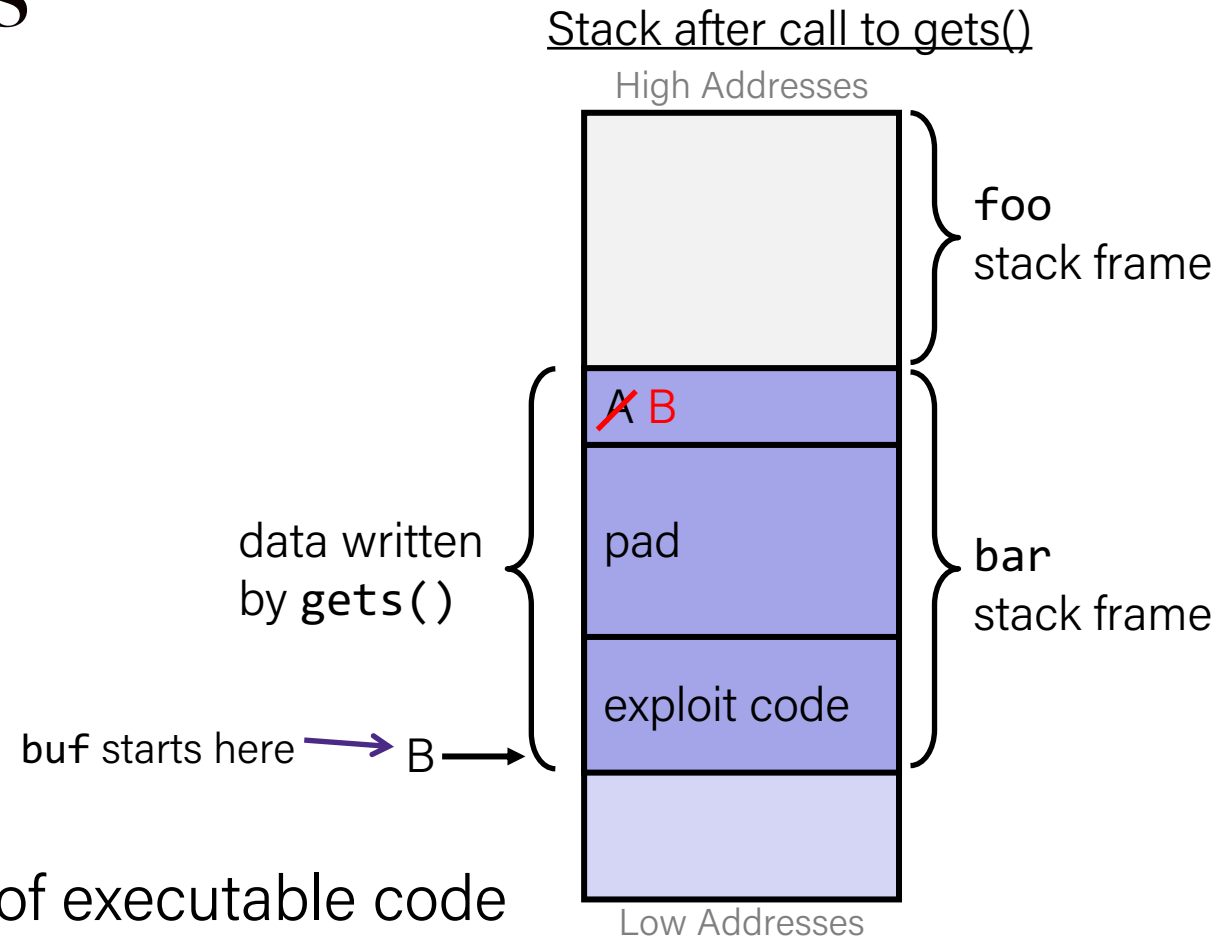 s
Stack after call to gets()
High Addresses
foo
stack frame
A B
data written
by gets()
pad
bar
stack frame
exploit code
buf starts here
B
of executable code
Low Addresses